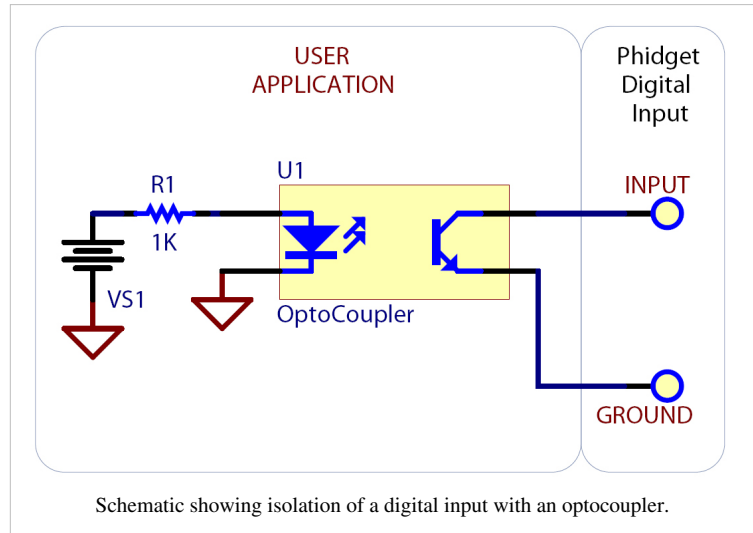 USER
APPLICATION
Phidget
Digital
Input
U1
R1
1K
VS1
OptoCoupler
INPUT
GROUND
Schematic showing isolation of a digital input with an optocoupler.